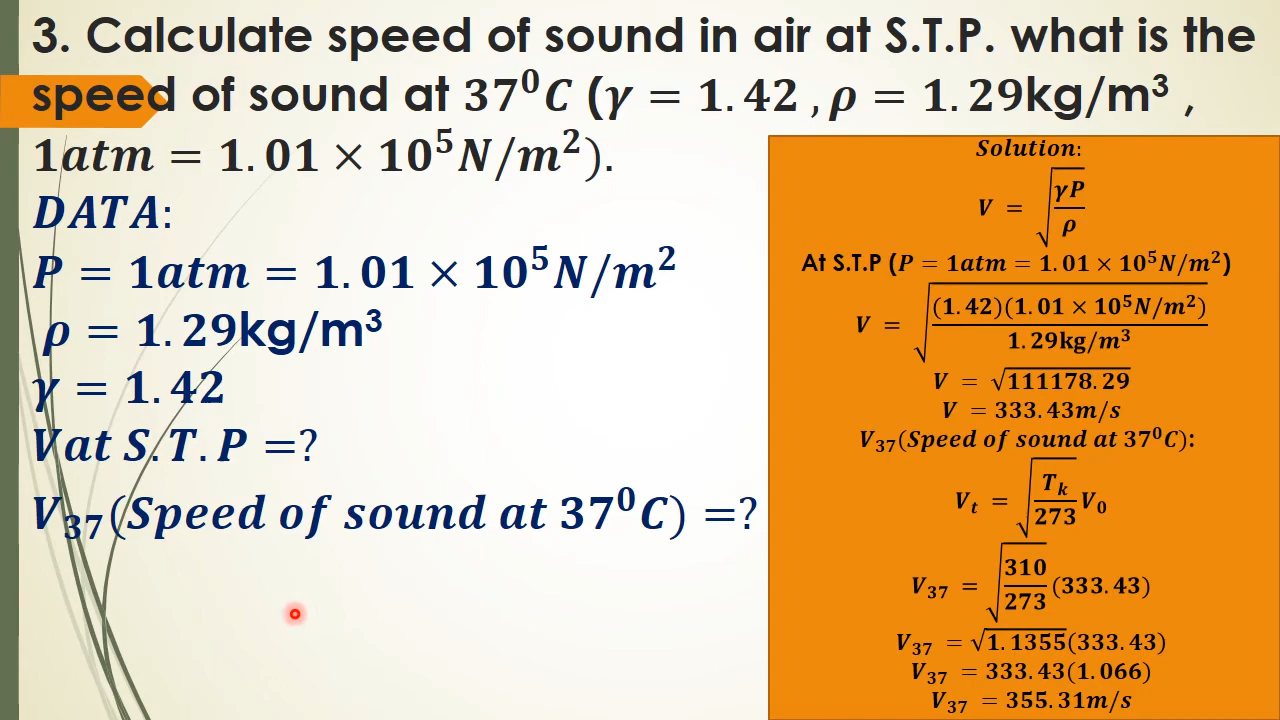 3. Calculate speed of sound in air at S.T.P. what is the
speed of sound at 37⁰C (γ = 1.42 , ρ = 1.29kg/m³ ,
1atm = 1.01 × 10⁵N/m²).
DATA:
P = 1atm = 1.01 × 10⁵N/m²
ρ = 1.29kg/m³
γ = 1.42
Vat S.T.P =?
V₃₇(Speed of sound at 37⁰C) =?
Solution:
V = √(γP/ρ)
At S.T.P (P = 1atm = 1.01 × 10⁵N/m²)
V = √((1.42)(1.01 × 10⁵N/m²)/1.29kg/m³)
V = √111178.29
V = 333.43m/s
V₃₇(Speed of sound at 37⁰C):
Vₜ = √(Tₖ/273) V₀
V₃₇ = √(310/273) (333.43)
V₃₇ = √1.1355(333.43)
V₃₇ = 333.43(1.066)
V₃₇ = 355.31m/s